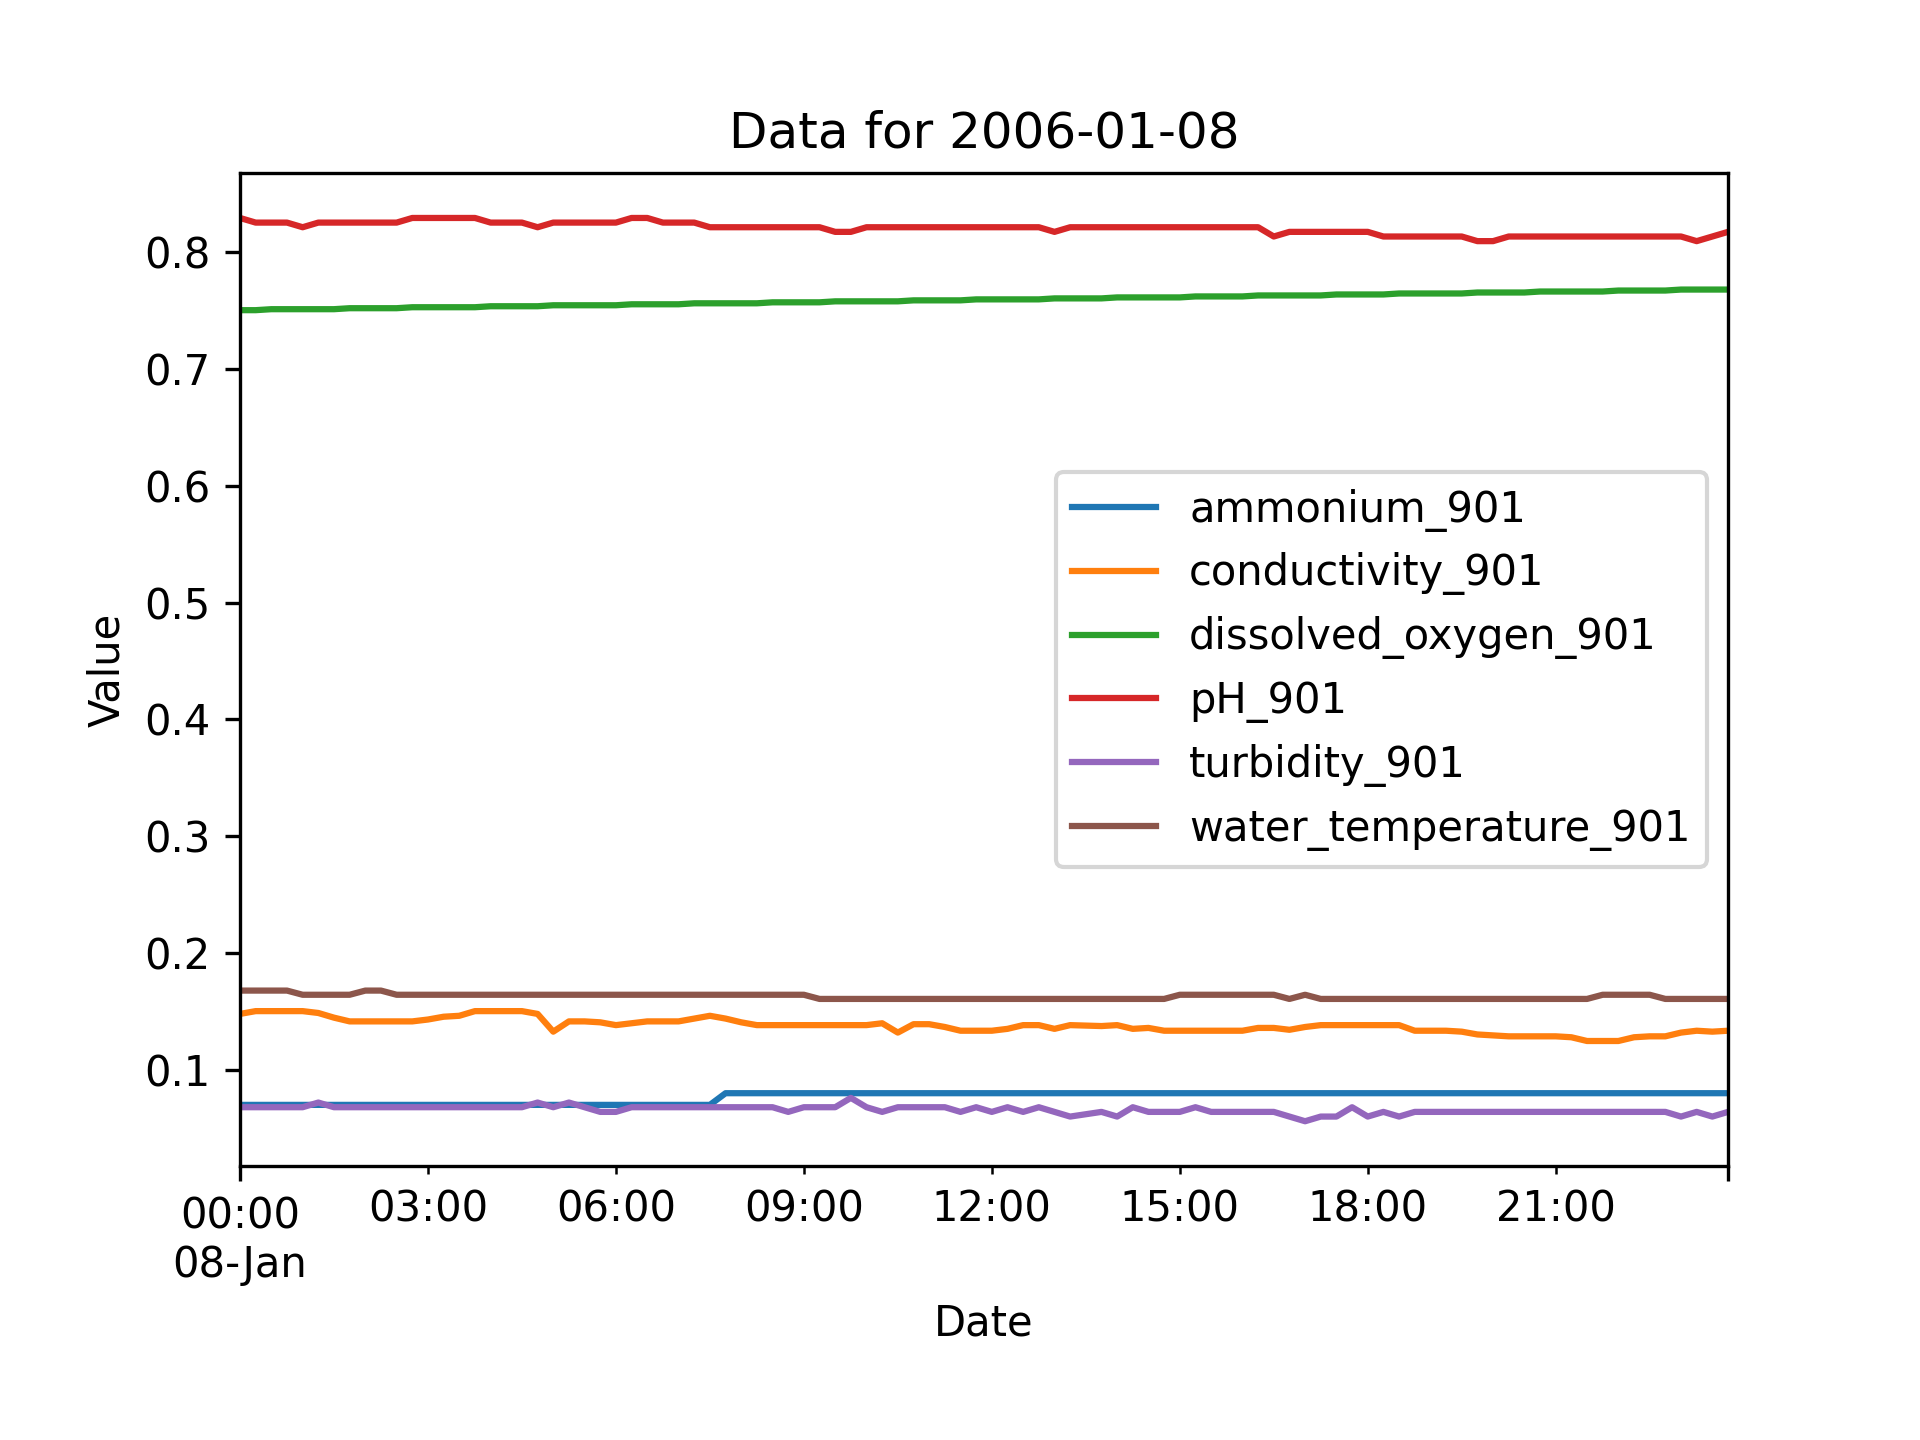 Data for 2006-01-08
0.8
0.7
0.6
0.5
0.4
0.3
0.2
0.1
Value
ammonium_901
conductivity_901
dissolved_oxygen_901
pH_901
turbidity_901
water_temperature_901
00:00 03:00 06:00 09:00 12:00 15:00 18:00 21:00
08-Jan
Date